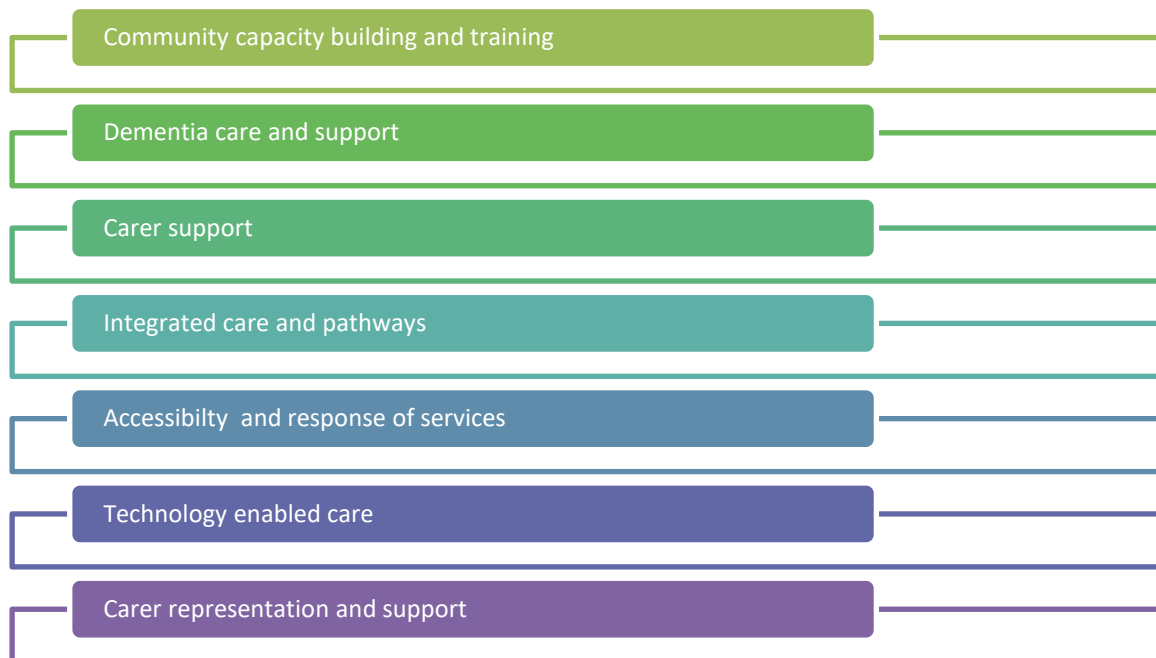 Community capacity building and training
Dementia care and support
Carer support
Integrated care and pathways
Accessibilty  and response of services
Technology enabled care
Carer representation and support